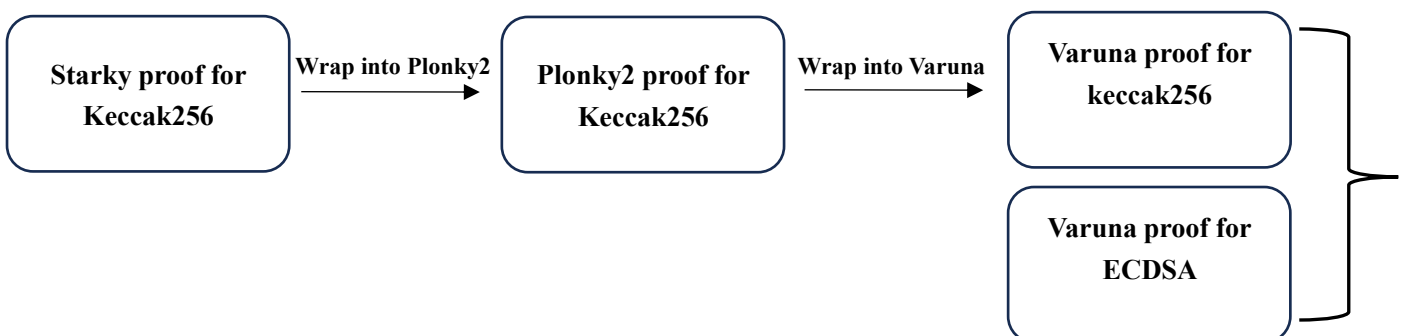 Starky proof for
Keccak256
Wrap into Plonky2
Plonky2 proof for
Keccak256
Wrap into Varuna
Varuna proof for
keccak256
Varuna proof for
ECDSA